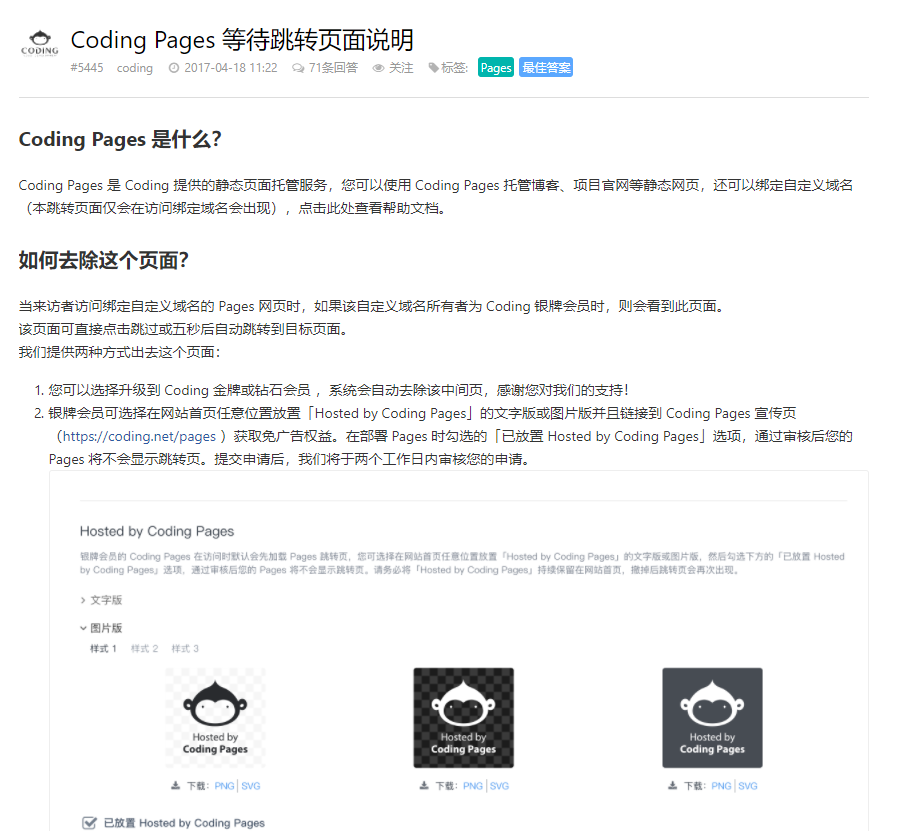 CODING
Coding Pages 等待跳转页面说明
#5445 coding 2017-04-18 11:22 71条回答 关注 标签: Pages 最佳答案
Coding Pages 是什么？
Coding Pages 是 Coding 提供的静态页面托管服务，您可以使用 Coding Pages 托管博客、项目官网等静态网页，还可以绑定自定义域名
（本跳转页面仅会在访问绑定域名会出现），点击此处查看帮助文档。
如何去除这个页面？
当来访者访问绑定自定义域名的 Pages 网页时，如果该自定义域名所有者为 Coding 银牌会员时，则会看到此页面。
该页面可直接点击跳过或五秒后自动跳转到目标页面。
我们提供两种方式出去这个页面：
1. 您可以选择升级到 Coding 金牌或钻石会员 ，系统会自动去除该中间页，感谢您对我们的支持！
2. 银牌会员可选择在网站首页任意位置放置「Hosted by Coding Pages」的文字版或图片版并且链接到 Coding Pages 宣传页
（https://coding.net/pages ）获取免广告权益。在部署 Pages 时勾选的「已放置 Hosted by Coding Pages」选项，通过审核后您的
Pages 将不会显示跳转页。提交申请后，我们将于两个工作日内审核您的申请。
Hosted by Coding Pages
银牌会员的 Coding Pages 在访问时默认会先加载 Pages 跳转页，您可选择在网站首页任意位置放置「Hosted by Coding Pages」的文字版或图片版，然后勾选下方的「已放置 Hosted
by Coding Pages」选项，通过审核后您的 Pages 将不会显示跳转页。请务必将「Hosted by Coding Pages」持续保留在网站首页，撤掉后跳转页会再次出现。
文字版
图片版
样式 1 样式 2 样式 3
Hosted by
Coding Pages
Hosted by
Coding Pages
Hosted by
Coding Pages
下载： PNG | SVG
下载： PNG | SVG
下载： PNG | SVG
已放置 Hosted by Coding Pages